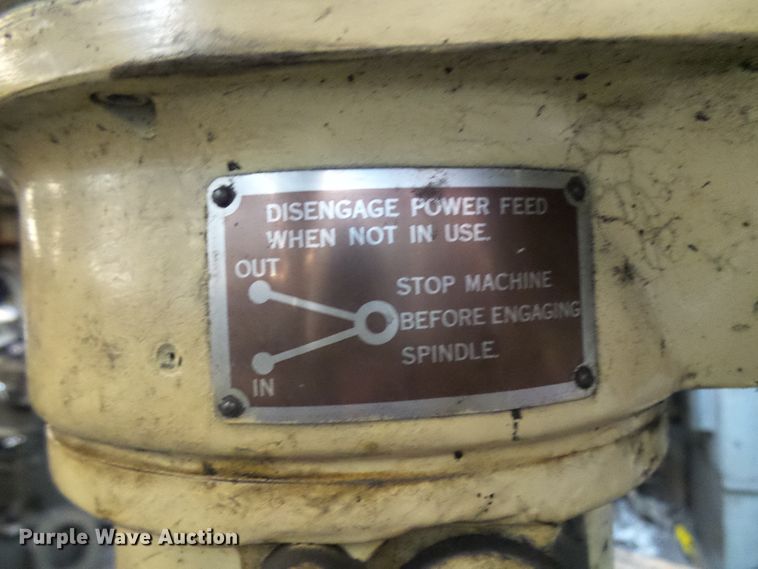 DISENGAGE POWER FEED
WHEN NOT IN USE.
OUT
STOP MACHINE
BEFORE ENGAGING
SPINDLE.
IN
Purple Wave Auction